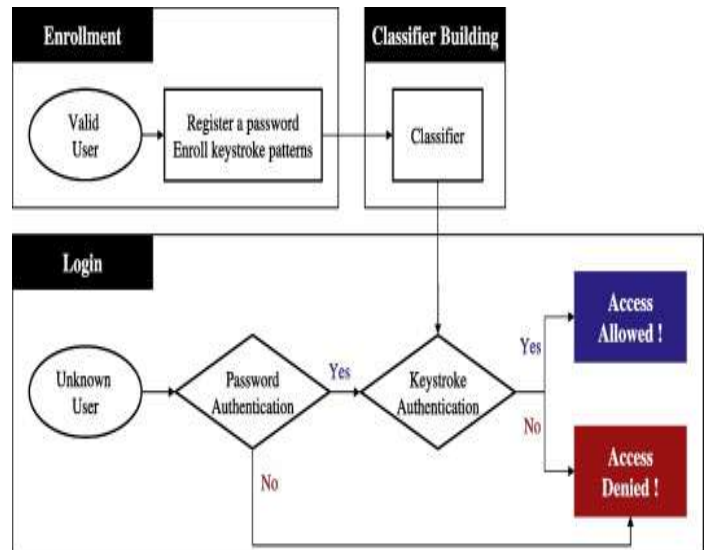 Enrollment
Valid
User
Register a password
Enroll keystroke patterns
Classifier Building
Classifier
Login
Unknown
User
Password
Authentication
Yes
No
Keystroke
Authentication
Yes
No
Access
Allowed !
Access
Denied !